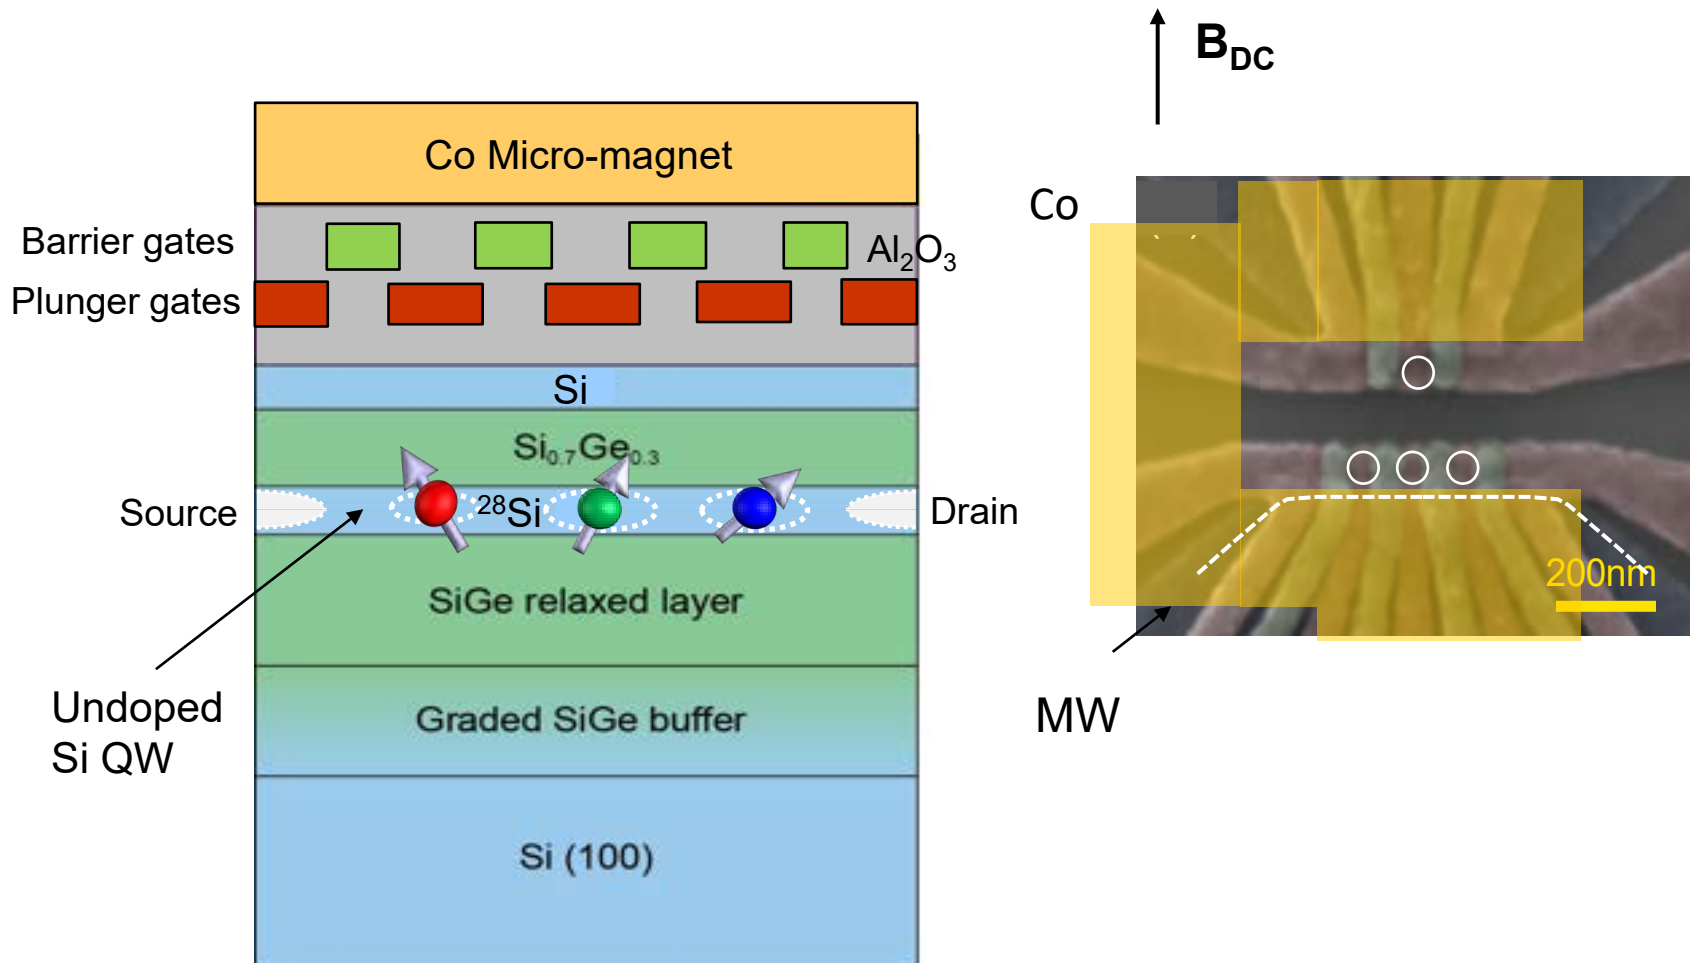 B_DC
Co Micro-magnet
Co
Barrier gates
Al₂O₃
Plunger gates
Si
Si₀.₇Ge₀.₃
Source
²⁸Si
Drain
200nm
SiGe relaxed layer
Undoped
Si QW
MW
Graded SiGe buffer
Si (100)